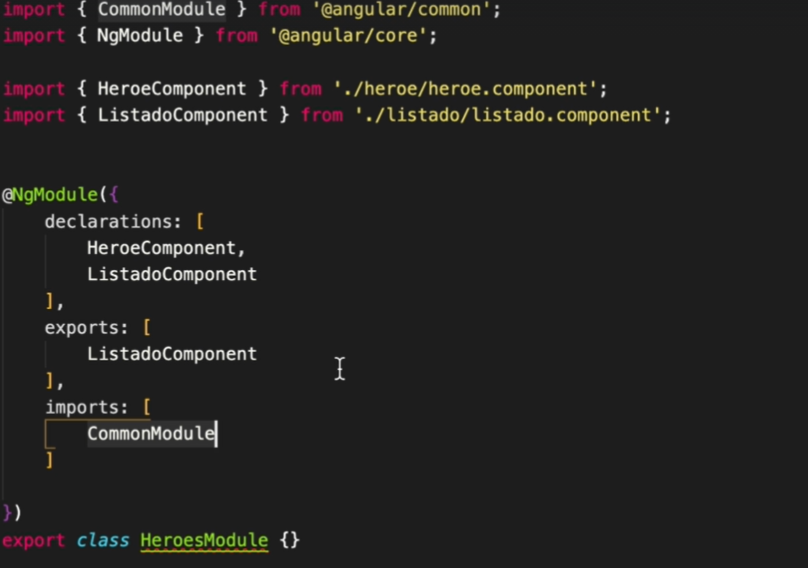 import { CommonModule } from '@angular/common';
import { NgModule } from '@angular/core';
import { HeroeComponent } from './heroe/heroe.component';
import { ListadoComponent } from './listado/listado.component';
@NgModule({
declarations: [
HeroeComponent,
ListadoComponent
],
exports: [
ListadoComponent
],
imports: [
CommonModule
]
})
export class HeroesModule {}